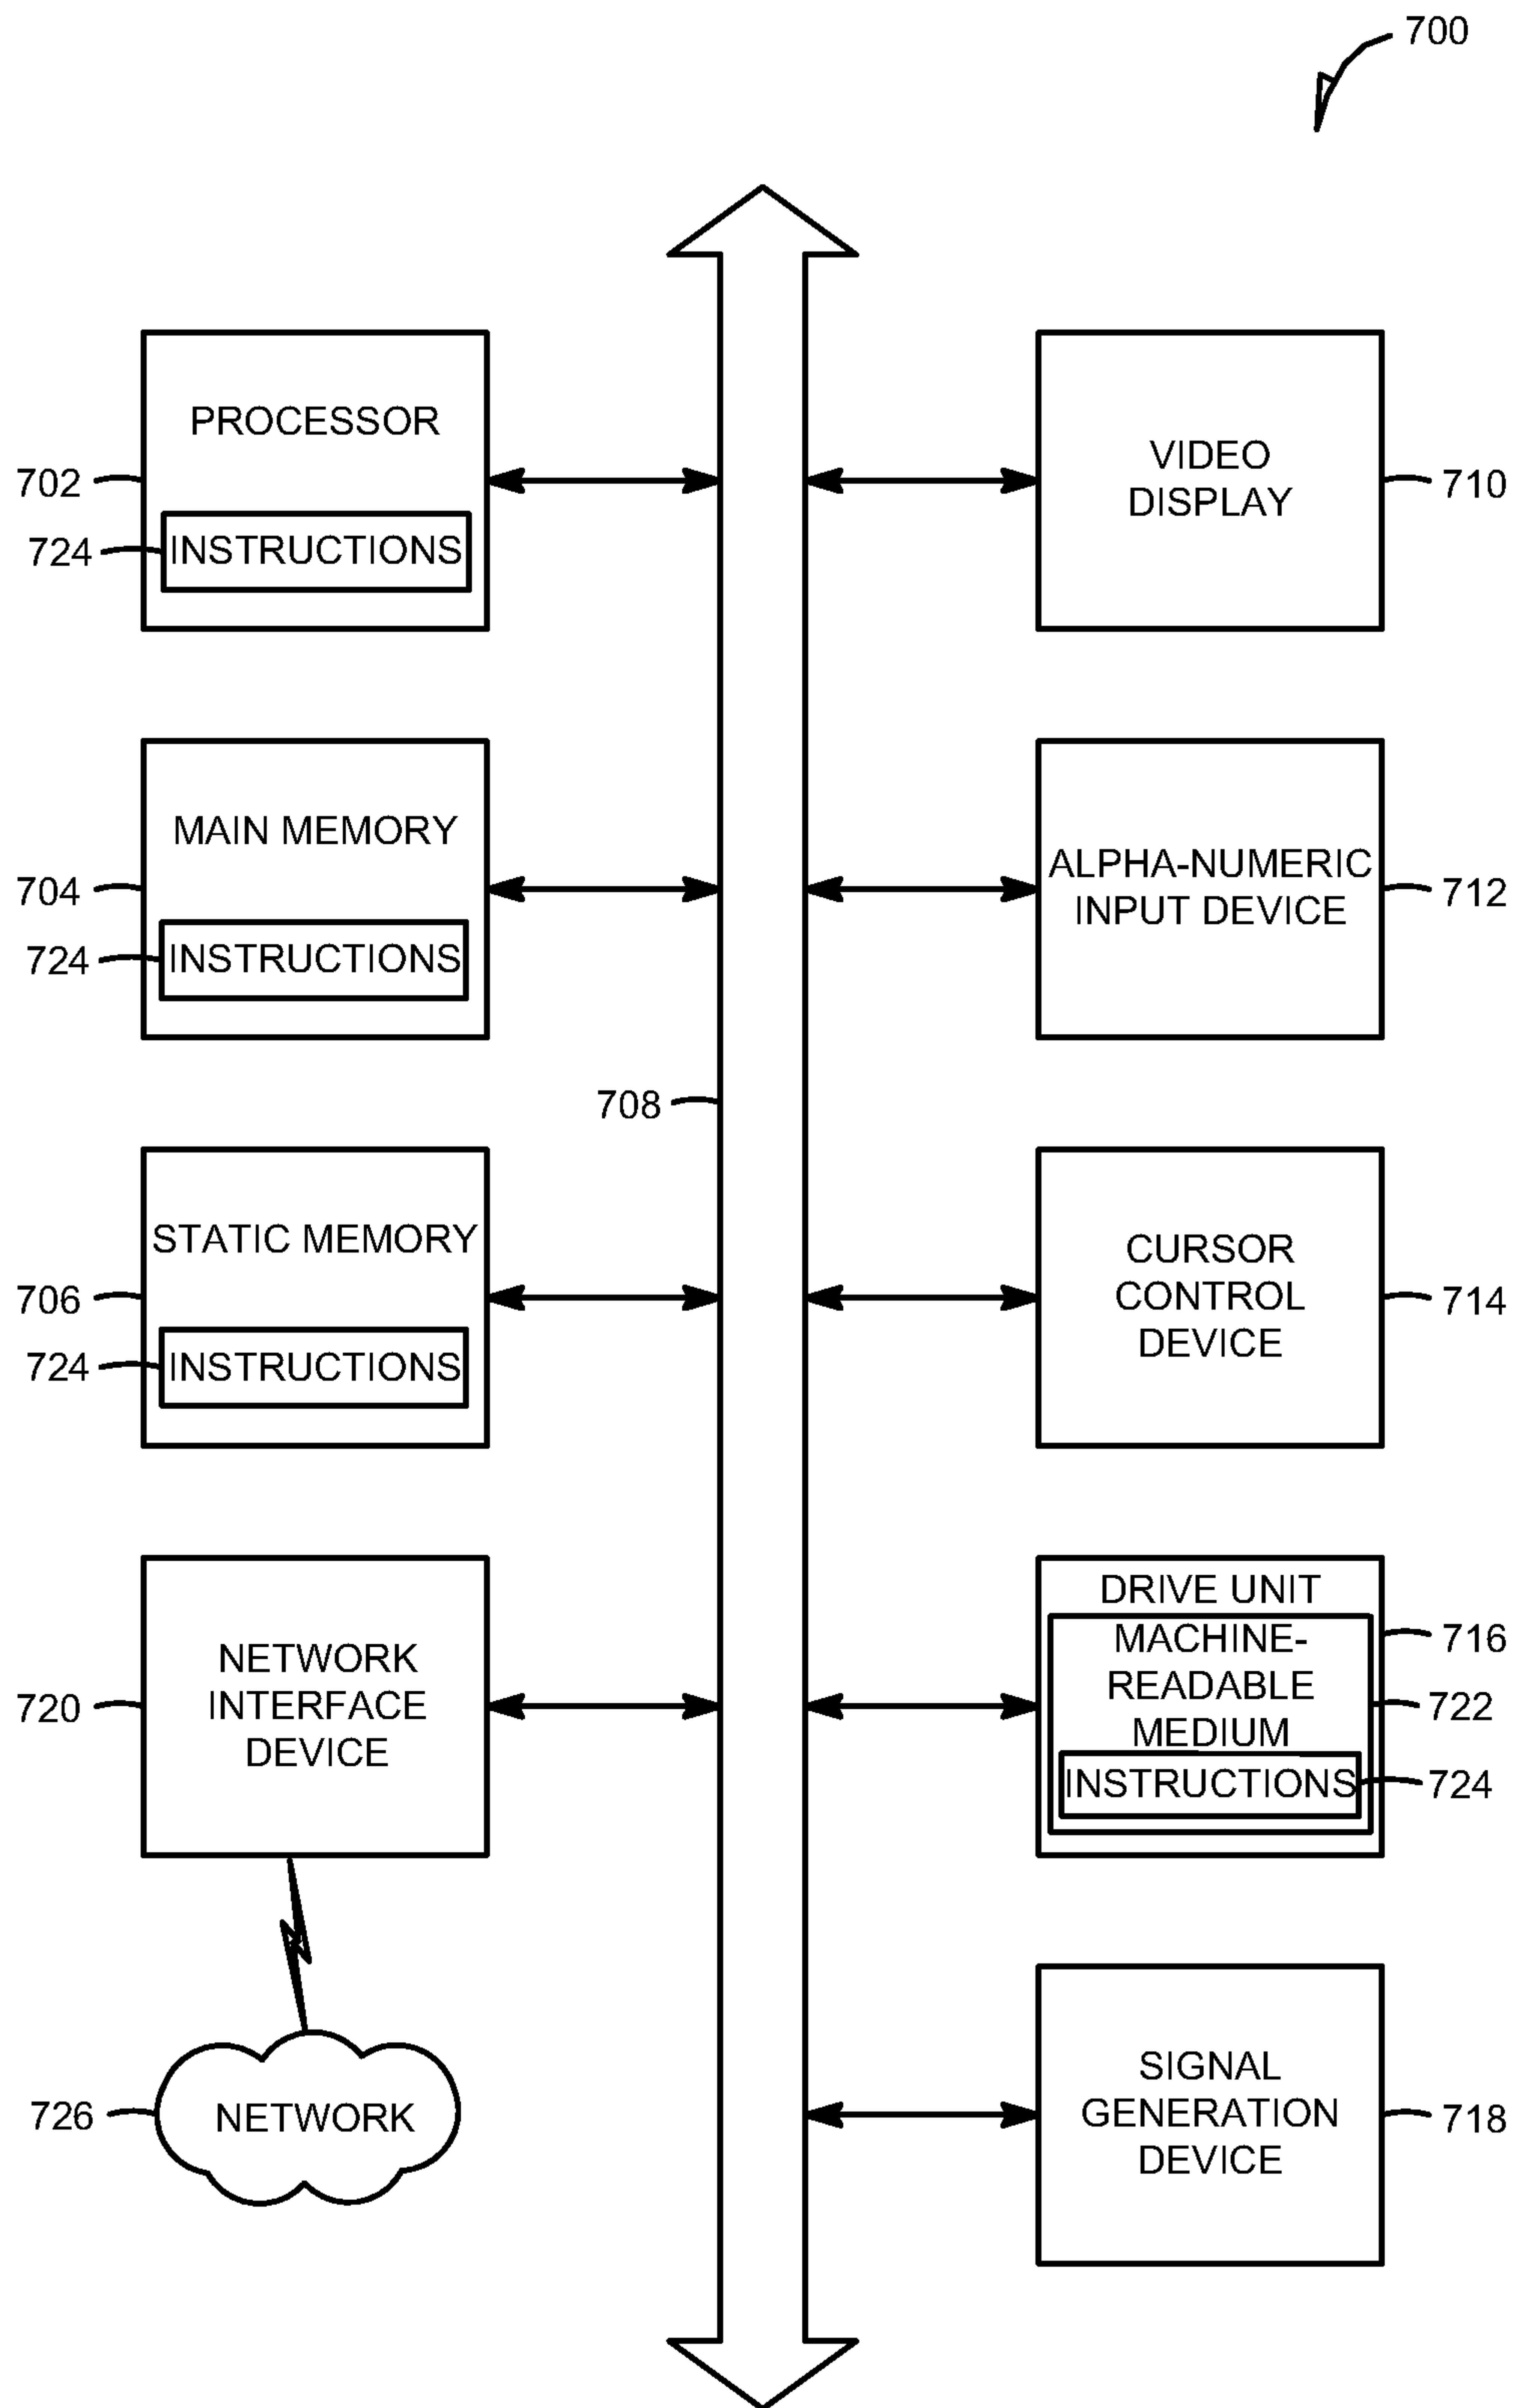 700
PROCESSOR
702
724
INSTRUCTIONS
VIDEO
DISPLAY
710
MAIN MEMORY
704
724
INSTRUCTIONS
ALPHA-NUMERIC
INPUT DEVICE
712
708
STATIC MEMORY
706
724
INSTRUCTIONS
CURSOR
CONTROL
DEVICE
714
NETWORK
INTERFACE
DEVICE
720
DRIVE UNIT
MACHINE-
READABLE
MEDIUM
INSTRUCTIONS
716
722
724
726
NETWORK
SIGNAL
GENERATION
DEVICE
718